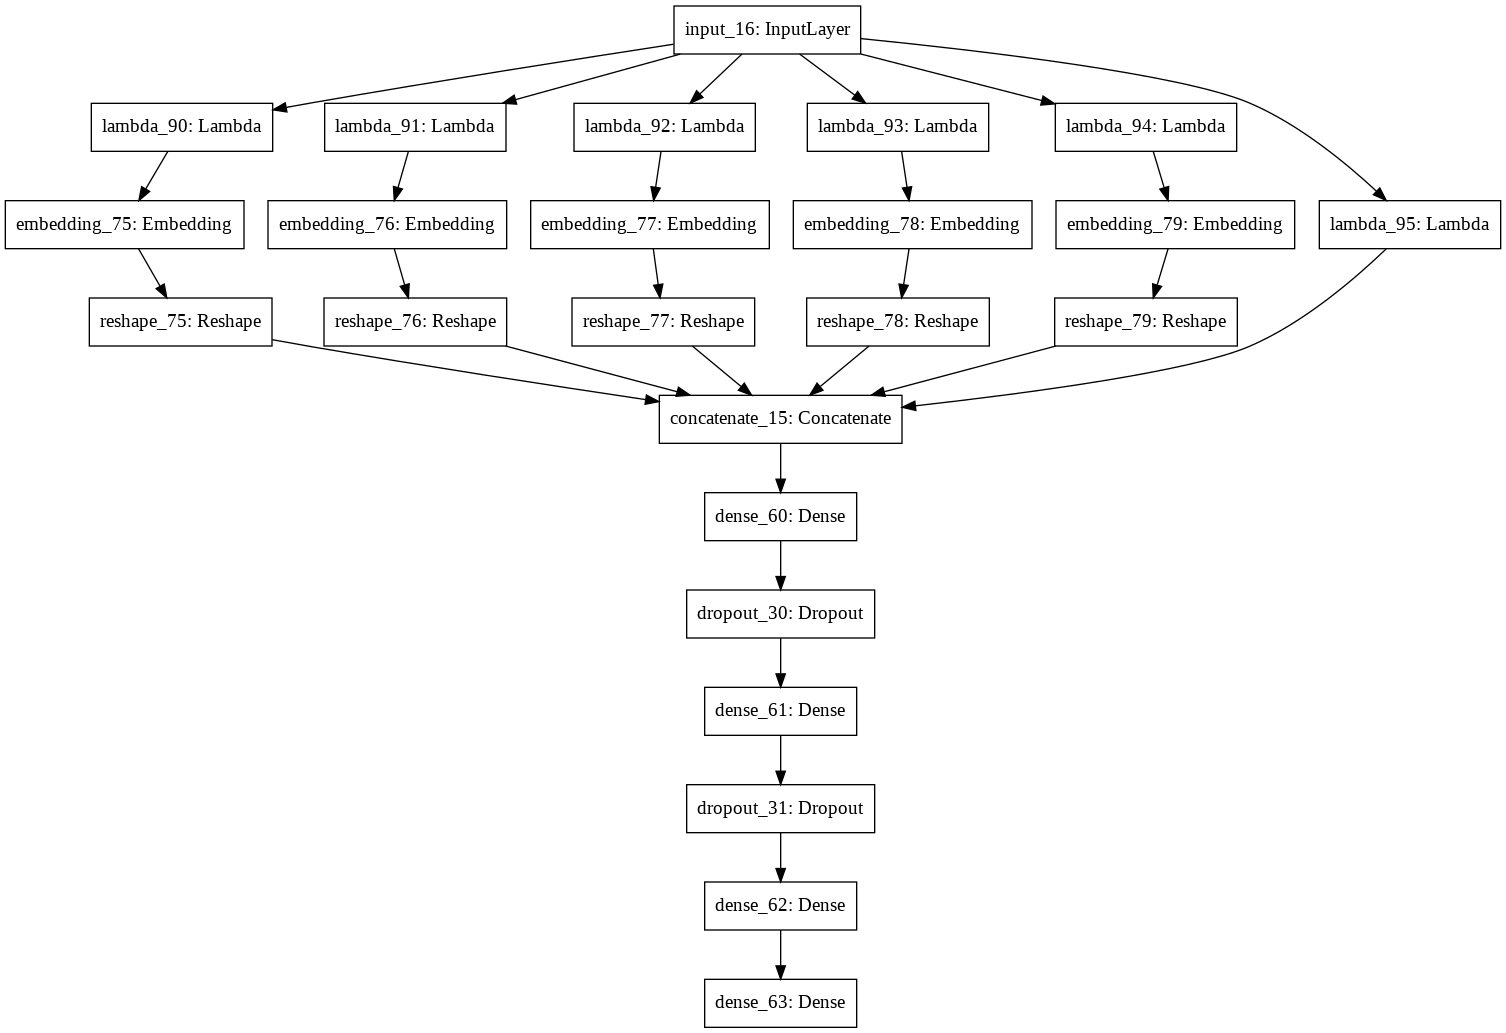 input_16: InputLayer
lambda_90: Lambda
lambda_91: Lambda
lambda_92: Lambda
lambda_93: Lambda
lambda_94: Lambda
embedding_75: Embedding
embedding_76: Embedding
embedding_77: Embedding
embedding_78: Embedding
embedding_79: Embedding
lambda_95: Lambda
reshape_75: Reshape
reshape_76: Reshape
reshape_77: Reshape
reshape_78: Reshape
reshape_79: Reshape
concatenate_15: Concatenate
dense_60: Dense
dropout_30: Dropout
dense_61: Dense
dropout_31: Dropout
dense_62: Dense
dense_63: Dense